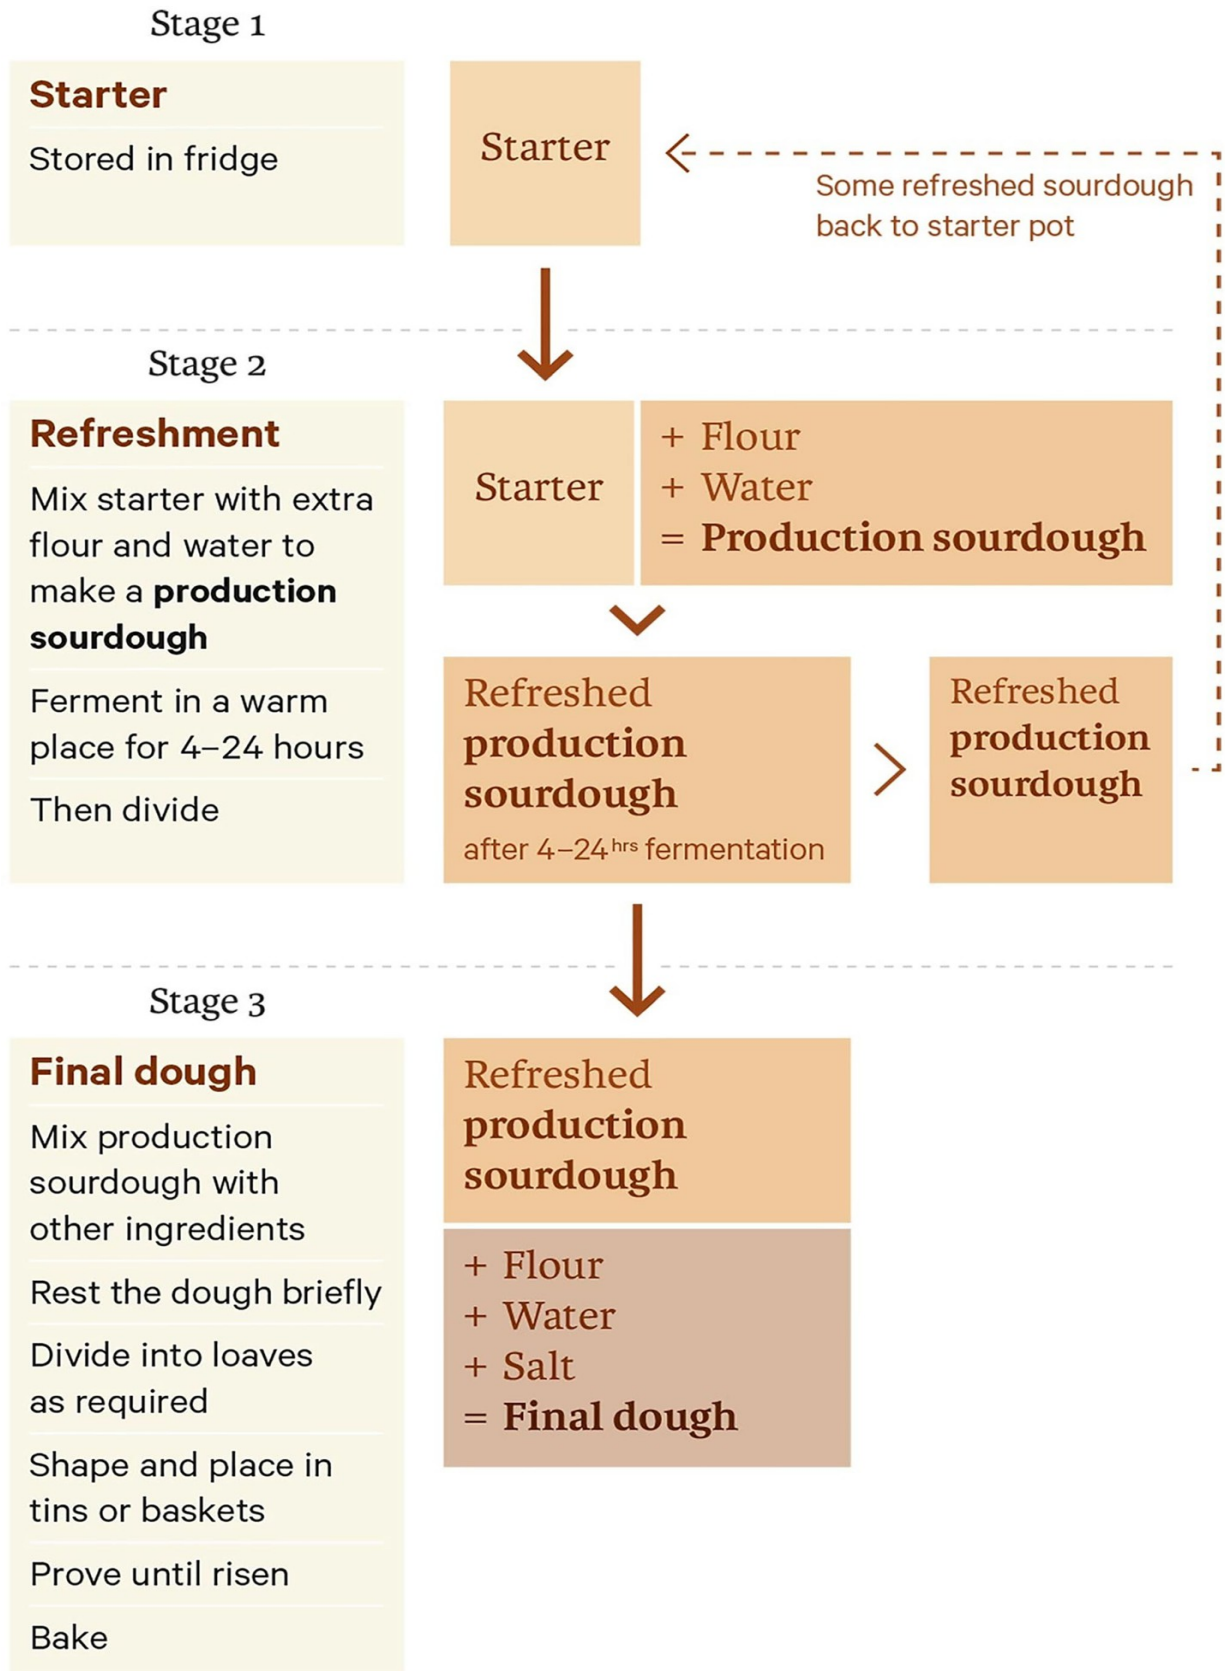 Stage 1
Starter
Stored in fridge
Starter
Some refreshed sourdough
back to starter pot
Stage 2
Refreshment
Mix starter with extra
flour and water to
make a production
sourdough
Ferment in a warm
place for 4–24 hours
Then divide
Starter
+ Flour
+ Water
= Production sourdough
Refreshed
production
sourdough
after 4–24hrs fermentation
Refreshed
production
sourdough
Stage 3
Final dough
Mix production
sourdough with
other ingredients
Rest the dough briefly
Divide into loaves
as required
Shape and place in
tins or baskets
Prove until risen
Bake
Refreshed
production
sourdough
+ Flour
+ Water
+ Salt
= Final dough